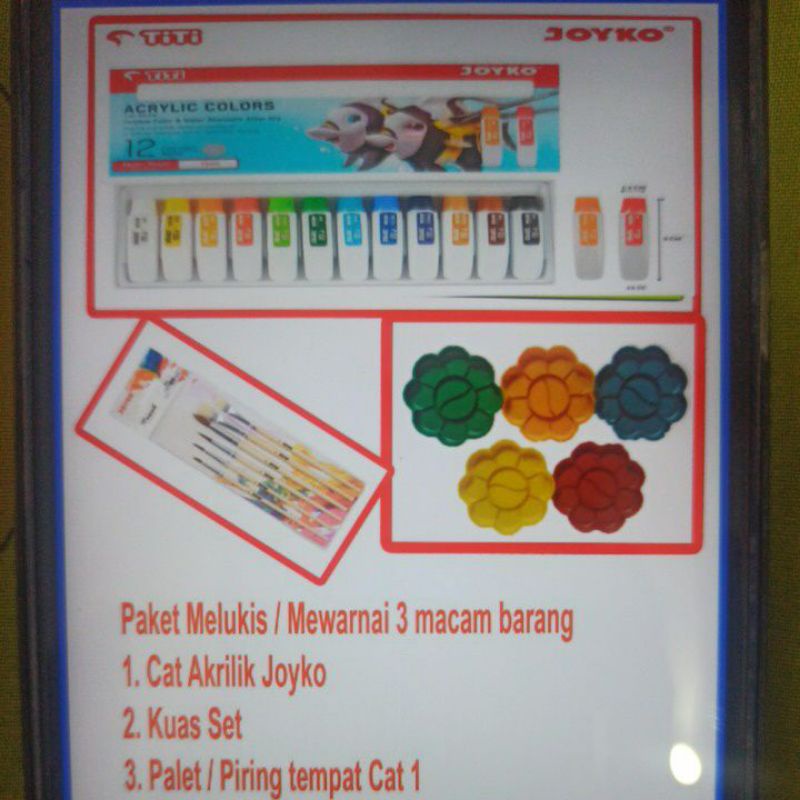 TiTi JOYKO
TiTi JOYKO
ACRYLIC COLORS
12
Paket Melukis / Mewarnai 3 macam barang
1. Cat Akrilik Joyko
2. Kuas Set
3. Palet / Piring tempat Cat 1